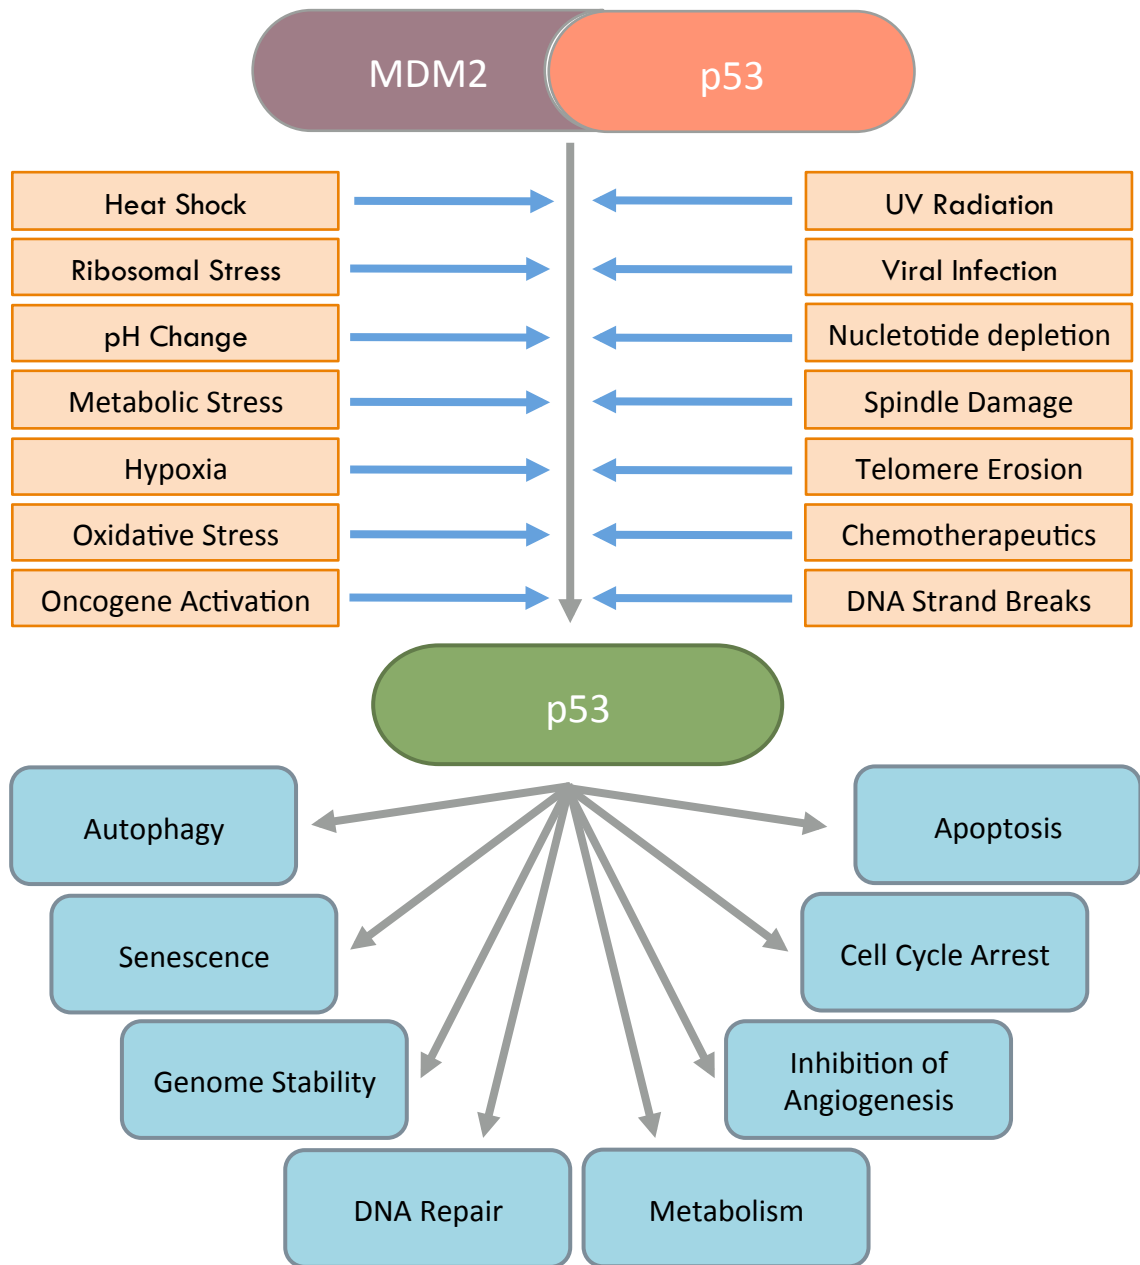 MDM2
p53
Heat Shock
UV Radiation
Ribosomal Stress
Viral Infection
pH Change
Nucletotide depletion
Metabolic Stress
Spindle Damage
Hypoxia
Telomere Erosion
Oxidative Stress
Chemotherapeutics
Oncogene Activation
DNA Strand Breaks
p53
Autophagy
Apoptosis
Senescence
Cell Cycle Arrest
Genome Stability
Inhibition of
Angiogenesis
DNA Repair
Metabolism